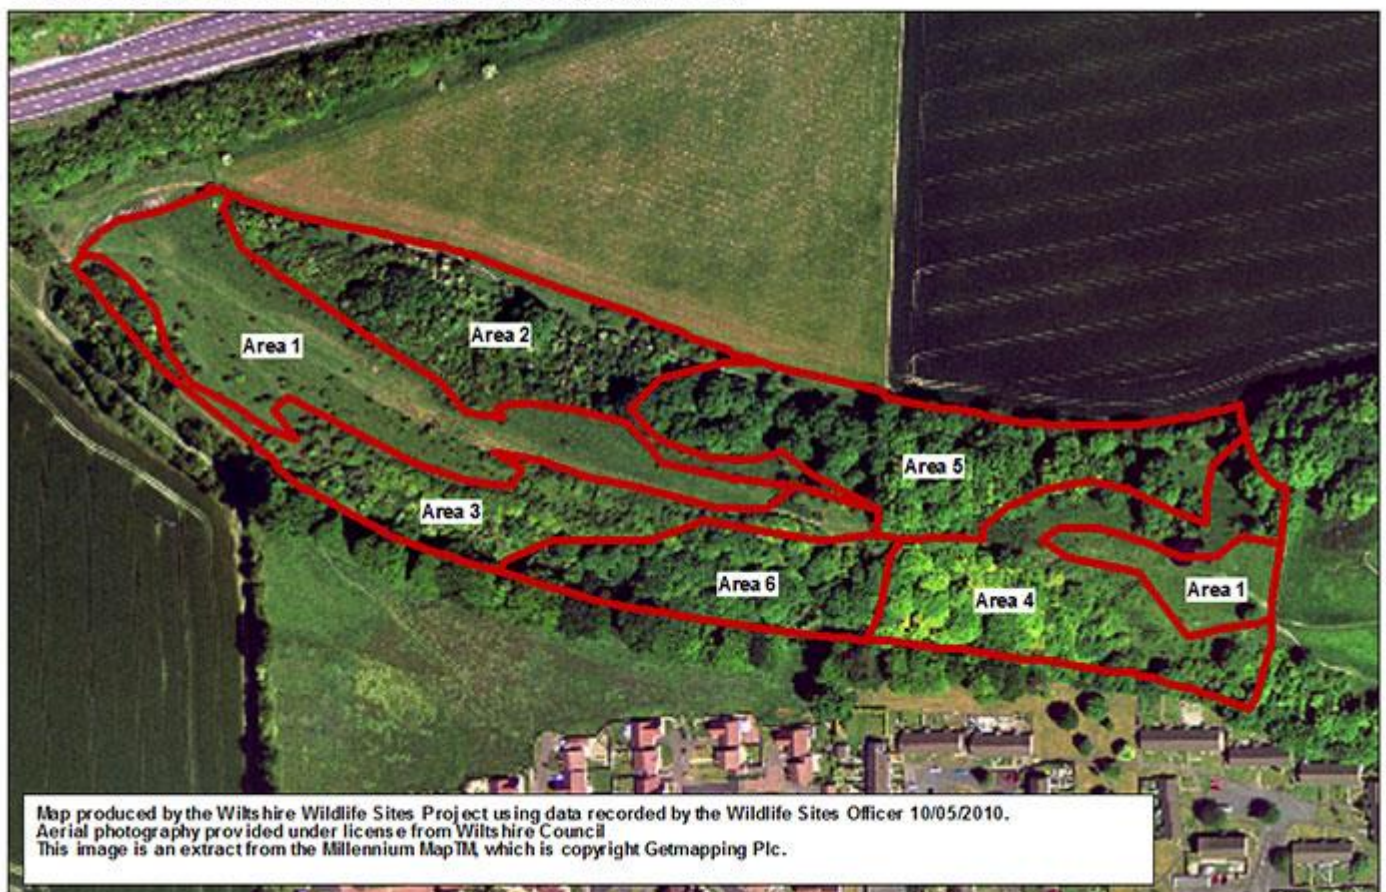 Area 2
Area 1
Area 5
Area 3
Area 6
Area 1
Area 4
Map produced by the Wiltshire Wildlife Sites Project using data recorded by the Wildlife Sites Officer 10/05/2010.
Aerial photography provided under license from Wiltshire Council
This image is an extract from the Millennium MapTM, which is copyright Getmapping Plc.